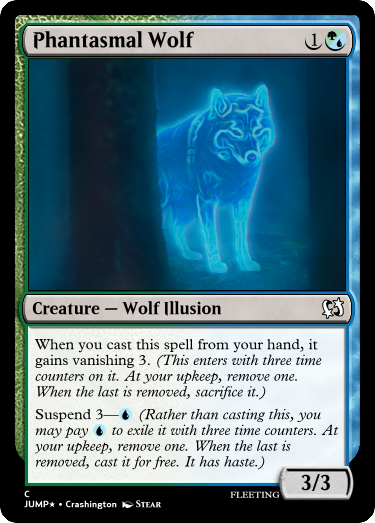 Phantasmal Wolf 1
Creature — Wolf Illusion
When you cast this spell from your hand, it
gains vanishing 3. (This enters with three time
counters on it. At your upkeep, remove one.
When the last is removed, sacrifice it.)
Suspend 3— (Rather than casting this, you
may pay to exile it with three time counters. At
your upkeep, remove one. When the last is
removed, cast it for free. It has haste.)
3/3
C
JUMP★ • Crashington STEAR FLEETING